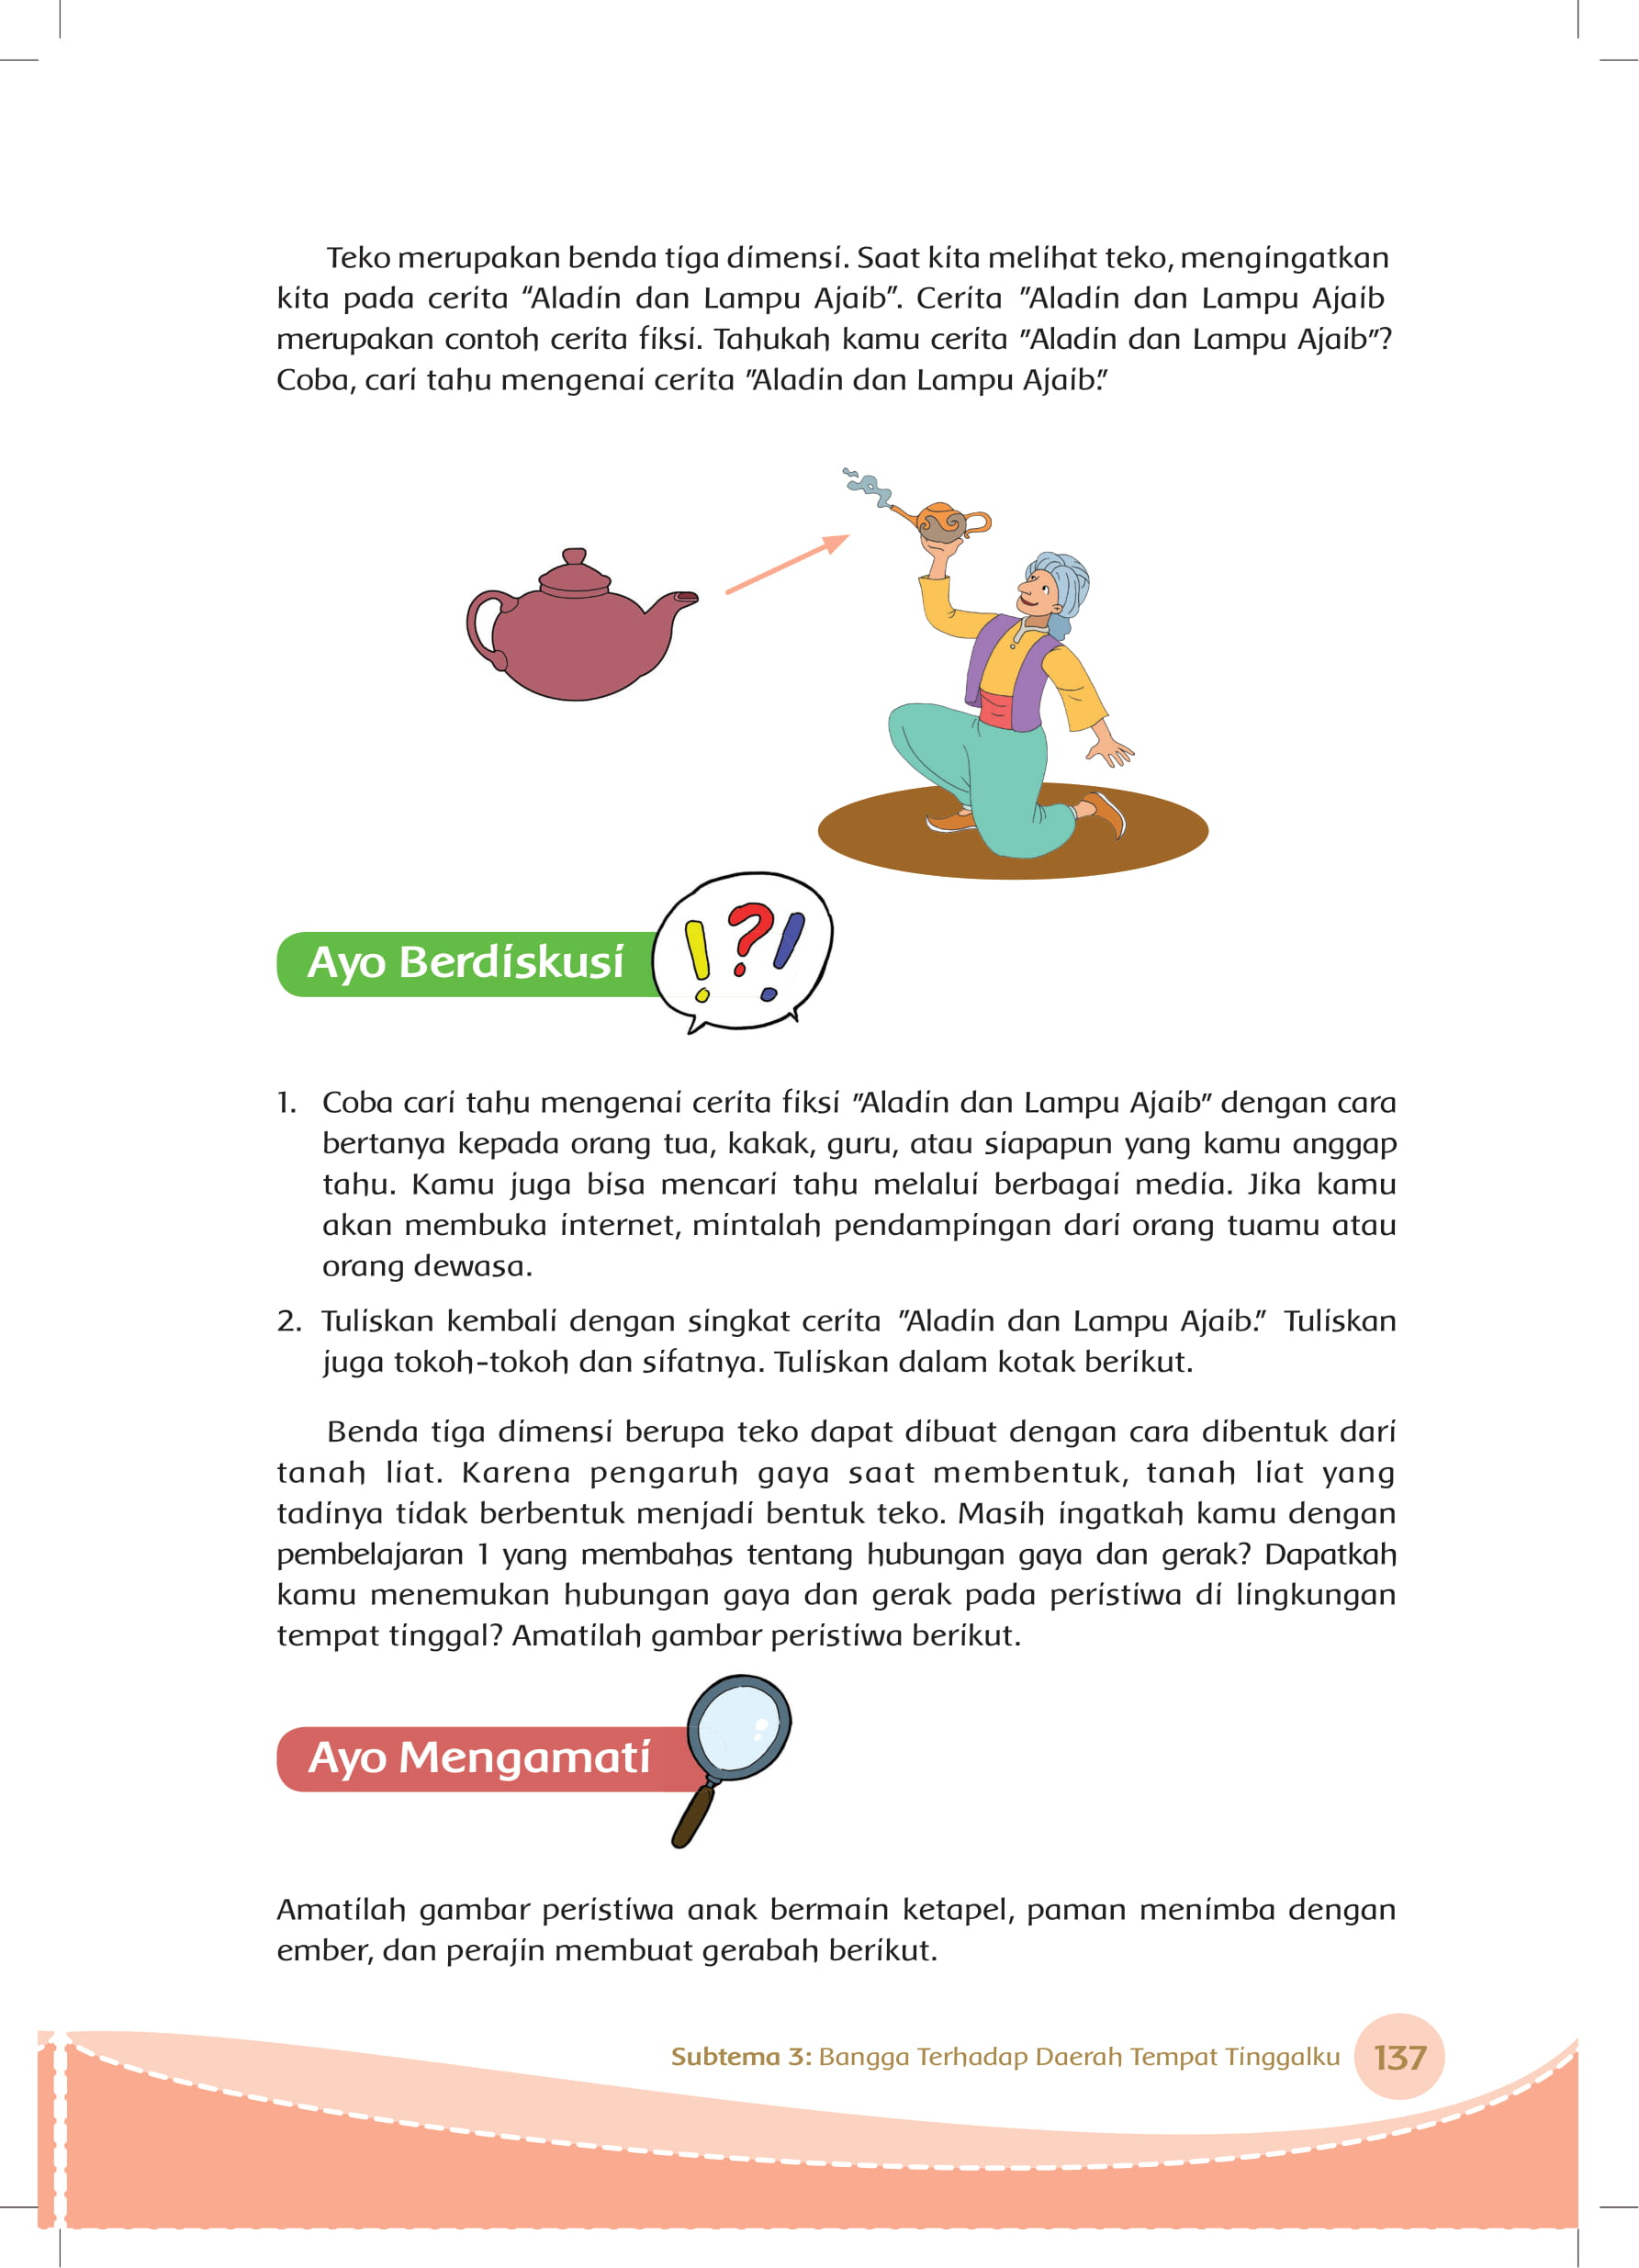 Teko merupakan benda tiga dimensi. Saat kita melihat teko, mengingatkan
kita pada cerita “Aladin dan Lampu Ajaib”. Cerita ”Aladin dan Lampu Ajaib
merupakan contoh cerita fiksi. Tahukah kamu cerita ”Aladin dan Lampu Ajaib”?
Coba, cari tahu mengenai cerita ”Aladin dan Lampu Ajaib.”
Ayo Berdiskusi
!?!
1. Coba cari tahu mengenai cerita fiksi ”Aladin dan Lampu Ajaib” dengan cara
bertanya kepada orang tua, kakak, guru, atau siapapun yang kamu anggap
tahu. Kamu juga bisa mencari tahu melalui berbagai media. Jika kamu
akan membuka internet, mintalah pendampingan dari orang tuamu atau
orang dewasa.
2. Tuliskan kembali dengan singkat cerita ”Aladin dan Lampu Ajaib.” Tuliskan
juga tokoh-tokoh dan sifatnya. Tuliskan dalam kotak berikut.
Benda tiga dimensi berupa teko dapat dibuat dengan cara dibentuk dari
tanah liat. Karena pengaruh gaya saat membentuk, tanah liat yang
tadinya tidak berbentuk menjadi bentuk teko. Masih ingatkah kamu dengan
pembelajaran 1 yang membahas tentang hubungan gaya dan gerak? Dapatkah
kamu menemukan hubungan gaya dan gerak pada peristiwa di lingkungan
tempat tinggal? Amatilah gambar peristiwa berikut.
Ayo Mengamati
Amatilah gambar peristiwa anak bermain ketapel, paman menimba dengan
ember, dan perajin membuat gerabah berikut.
Subtema 3: Bangga Terhadap Daerah Tempat Tinggalku 137